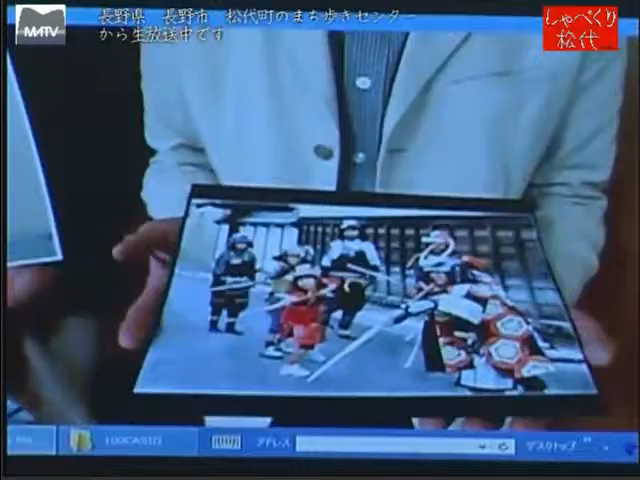 MATV
長野県　長野市　松代町のまち歩きセンター
から生放送中です
しゃべくり
松代
100CASIO
アドレス
デスクトップ